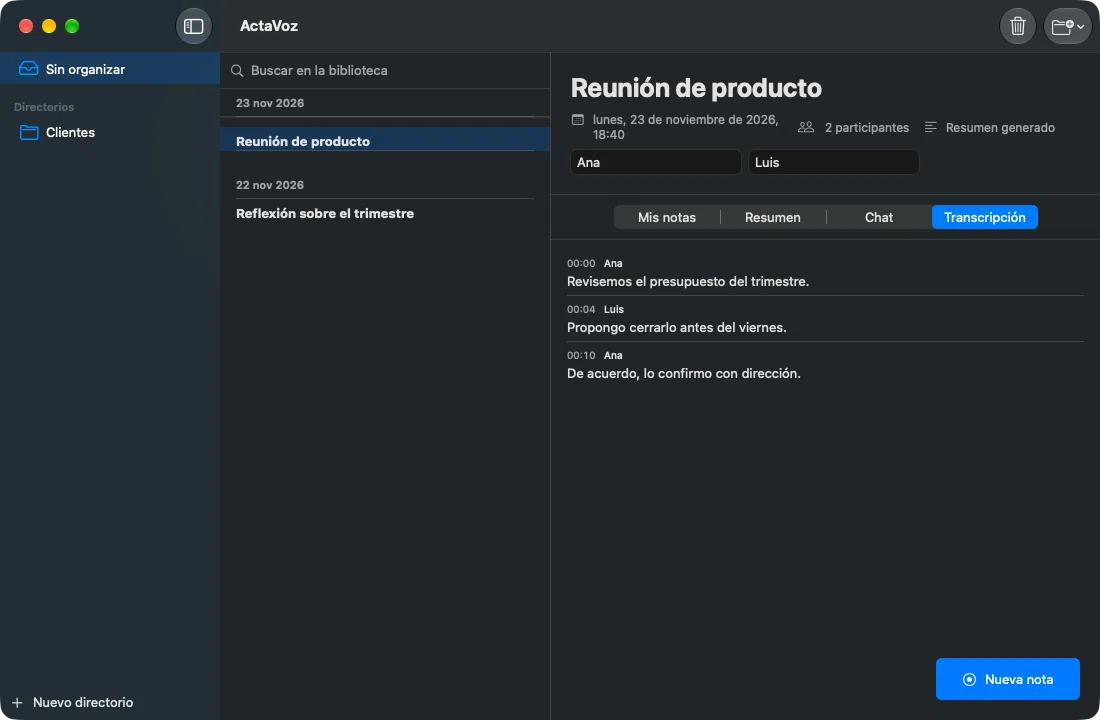 ActaVoz
Sin organizar
Directorios
Clientes
Nuevo directorio
Buscar en la biblioteca
23 nov 2026
Reunión de producto
22 nov 2026
Reflexión sobre el trimestre
Reunión de producto
lunes, 23 de noviembre de 2026,
18:40
2 participantes
Resumen generado
Ana
Luis
Mis notas
Resumen
Chat
Transcripción
00:00 Ana
Revisemos el presupuesto del trimestre.
00:04 Luis
Propongo cerrarlo antes del viernes.
00:10 Ana
De acuerdo, lo confirmo con dirección.
Nueva nota